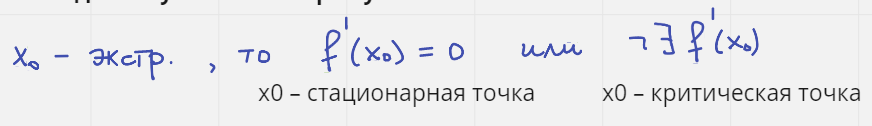 x₀ – экстр., то f'(x₀) = 0 или ¬∃ f'(x₀)
x0 – стационарная точка x0 – критическая точка